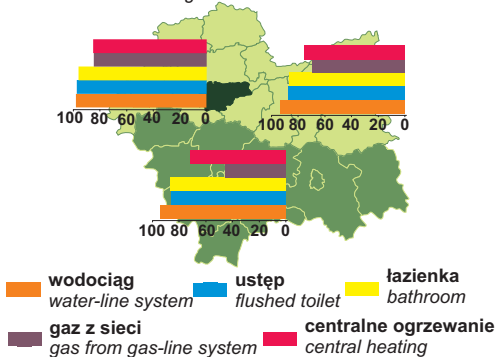 100 80 60 40 20 0
100 80 60 40 20 0
100 80 60 40 20 0
wodociąg
water-line system
ustęp
flushed toilet
łazienka
bathroom
gaz z sieci
gas from gas-line system
centralne ogrzewanie
central heating